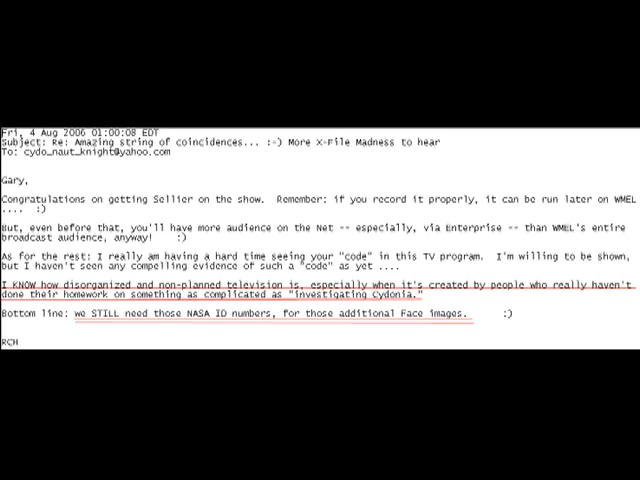 Fri, 4 Aug 2006 01:00:08 EDT
Subject: Re: Amazing string of coincidences... :-) More X-File Madness to hear
To: cydo_naut_knight@yahoo.com
Gary,
Congratulations on getting Sellier on the show.  Remember: if you record it properly, it can be run later on WMEL
.... :)
But, even before that, you'll have more audience on the Net -- especially, via Enterprise -- than WMEL's entire
broadcast audience, anyway!   :)
As for the rest: I really am having a hard time seeing your "code" in this TV program.  I'm willing to be shown,
but I haven't seen any compelling evidence of such a "code" as yet ....
I KNOW how disorganized and non-planned television is, especially when it's created by people who really haven't
done their homework on something as complicated as "investigating Cydonia."
Bottom line: we STILL need those NASA ID numbers, for those additional Face images.     :)
RCH